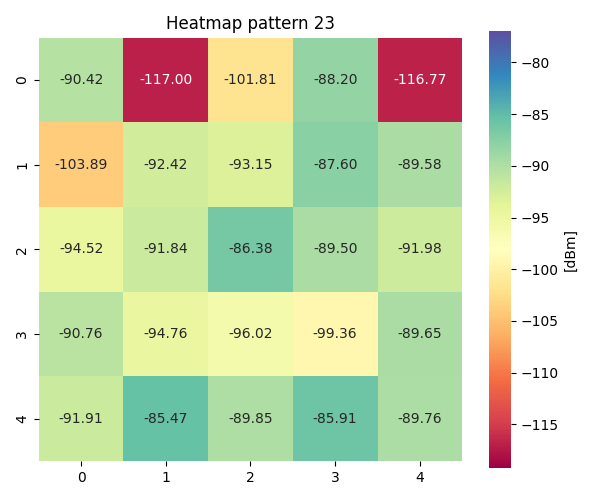 Heatmap pattern 23
0 -90.42 -117.00 -101.81 -88.20 -116.77
1 -103.89 -92.42 -93.15 -87.60 -89.58
2 -94.52 -91.84 -86.38 -89.50 -91.98
3 -90.76 -94.76 -96.02 -99.36 -89.65
4 -91.91 -85.47 -89.85 -85.91 -89.76
0 1 2 3 4
−80
−85
−90
−95
−100
−105
−110
−115
[dBm]